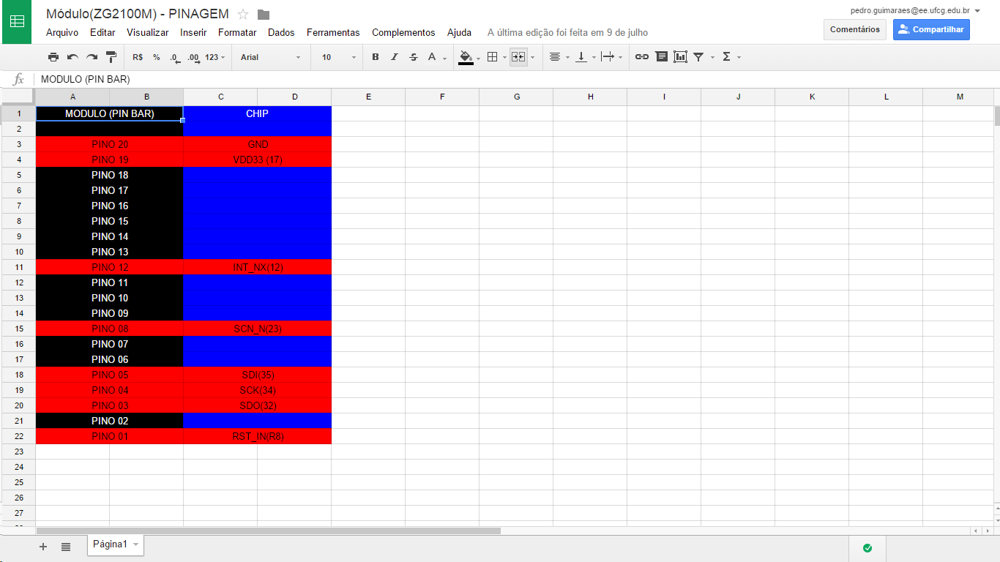 Módulo(ZG2100M) - PINAGEM
pedro.guimaraes@ee.ufcg.edu.br
Arquivo Editar Visualizar Inserir Formatar Dados Ferramentas Complementos Ajuda A última edição foi feita em 9 de julho
Comentários Compartilhar
R$ % .0 .00 123 Arial 10 B I S A Σ
fx MODULO (PIN BAR)
A B C D E F G H I J K L M
1 MODULO (PIN BAR) CHIP
2
3 PINO 20 GND
4 PINO 19 VDD33 (17)
5 PINO 18
6 PINO 17
7 PINO 16
8 PINO 15
9 PINO 14
10 PINO 13
11 PINO 12 INT_NX(12)
12 PINO 11
13 PINO 10
14 PINO 09
15 PINO 08 SCN_N(23)
16 PINO 07
17 PINO 06
18 PINO 05 SDI(35)
19 PINO 04 SCK(34)
20 PINO 03 SDO(32)
21 PINO 02
22 PINO 01 RST_IN(R8)
23
24
25
26
27
Página1